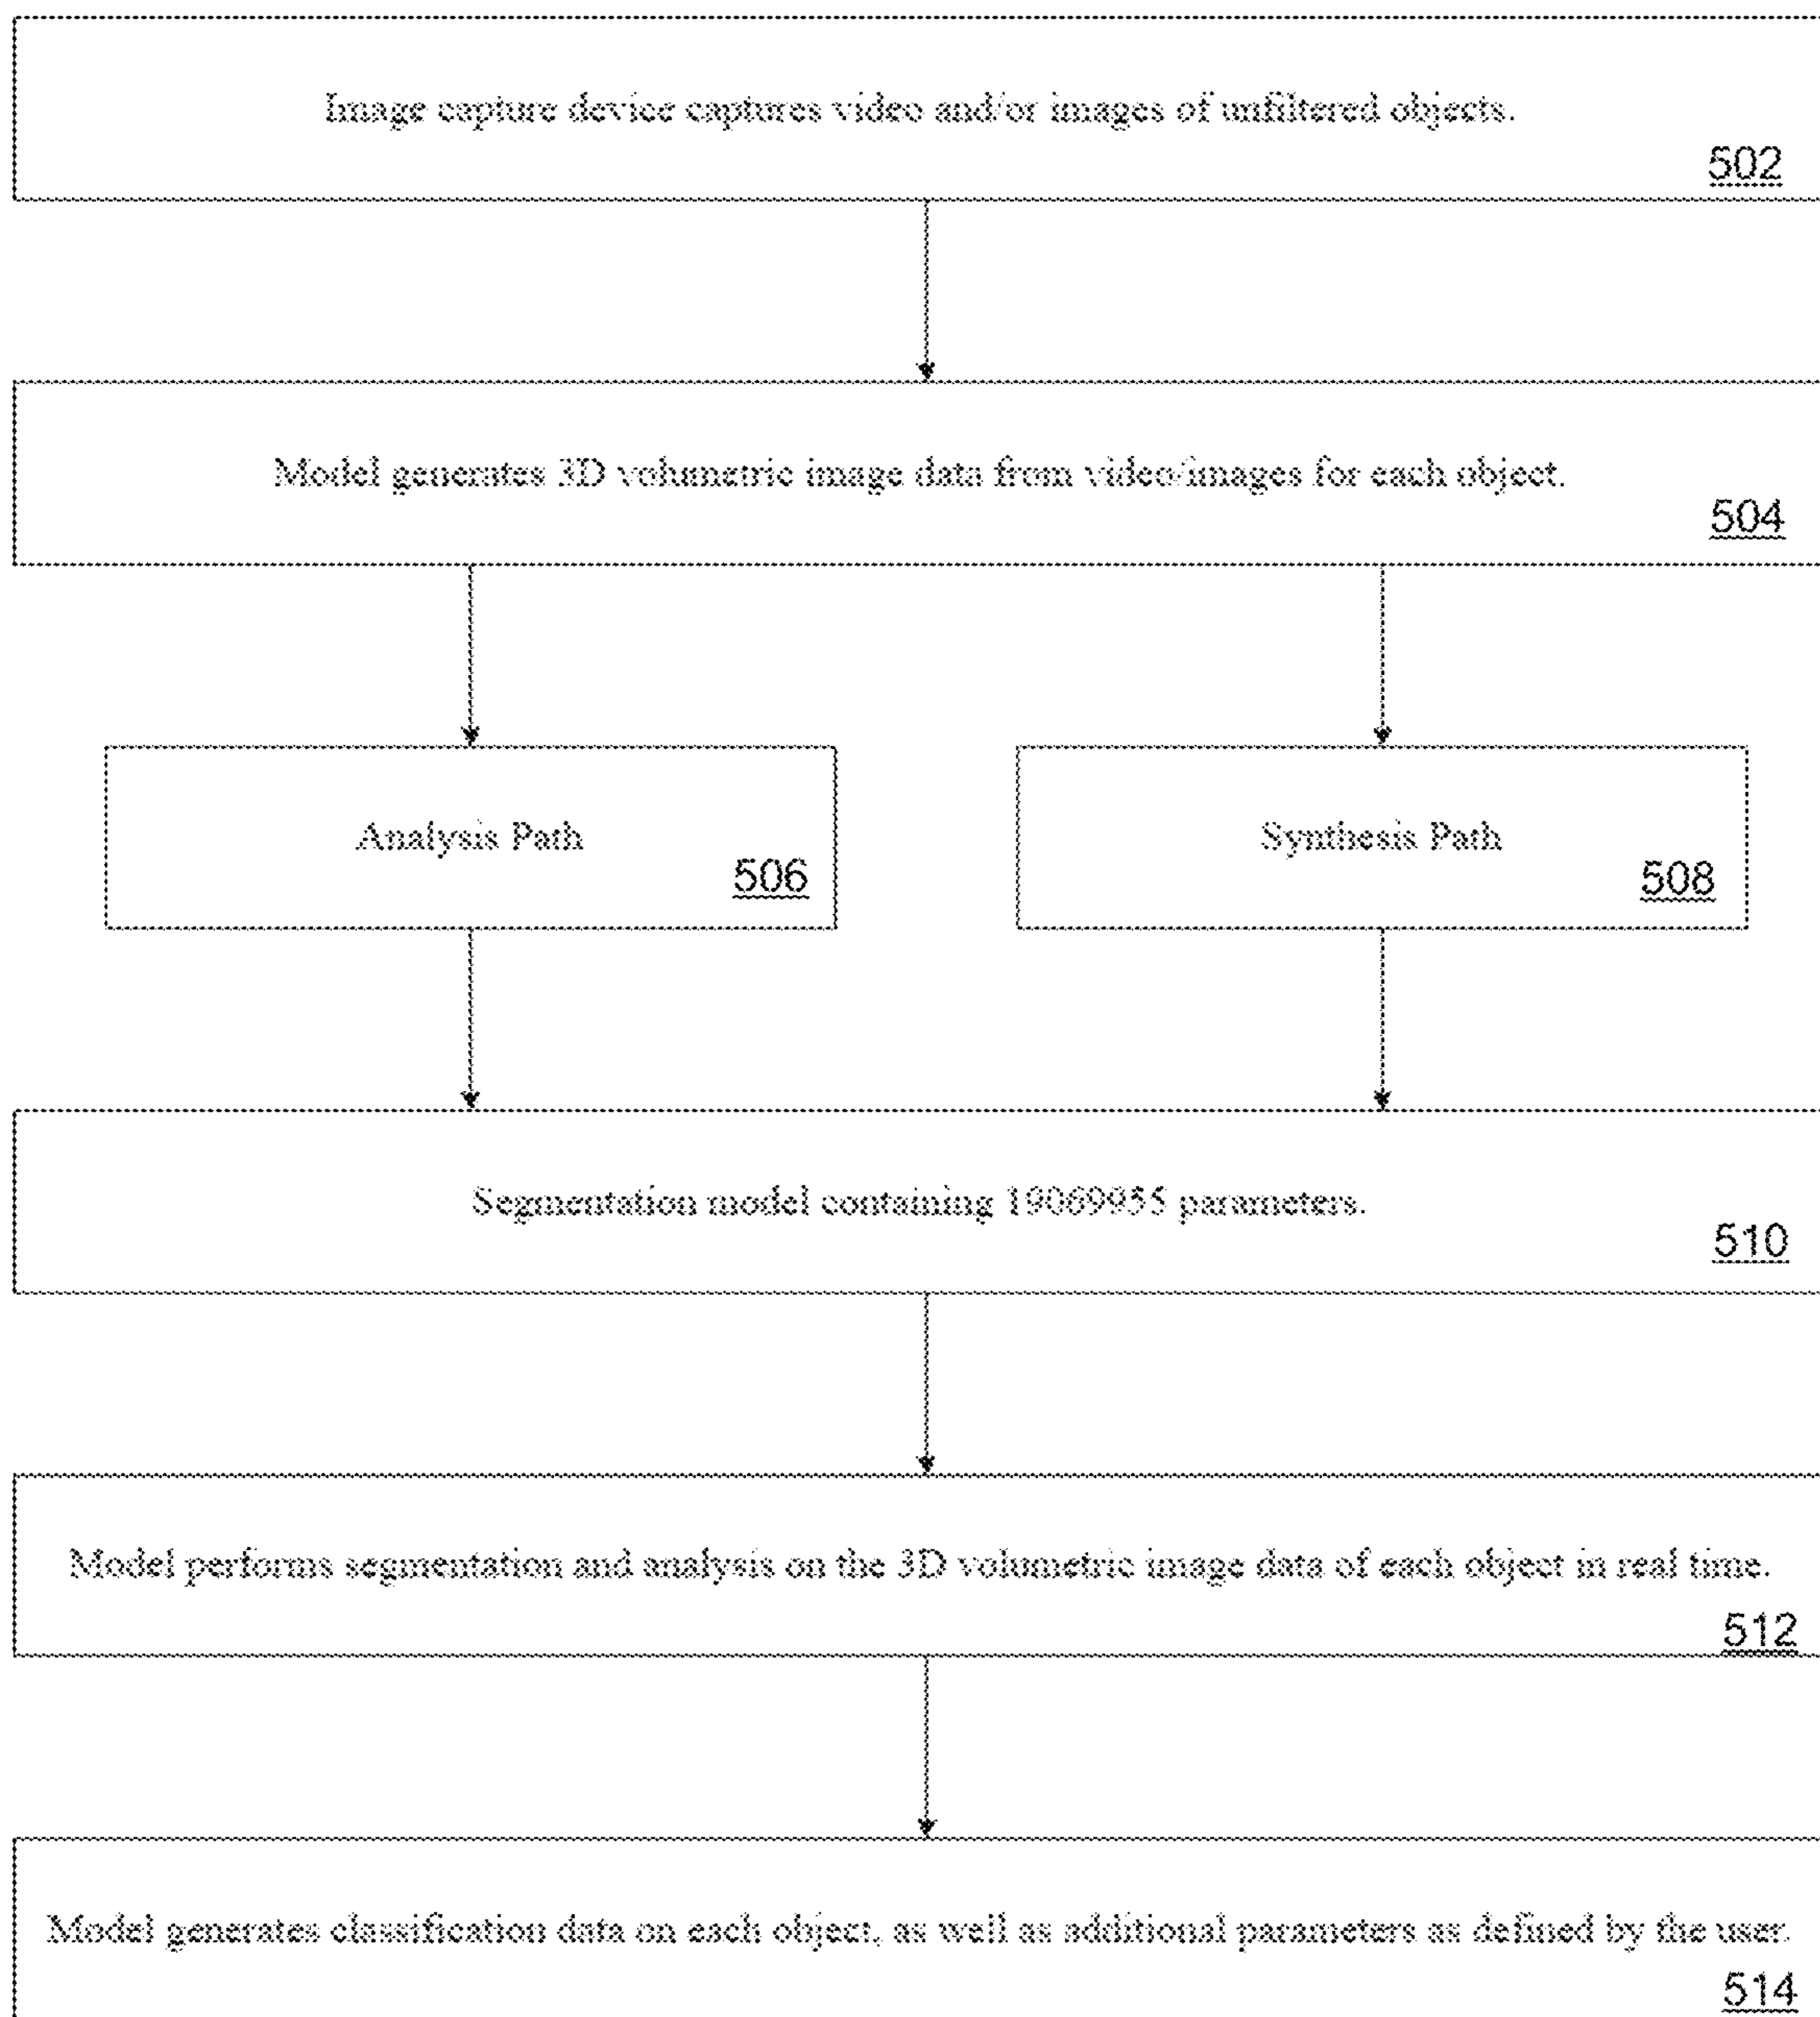 Image capture device captures video and/or images of unfiltered objects.
502
Model generates 3D volumetric image data from video/images for each object.
504
Analysis Path
506
Synthesis Path
508
Segmentation model containing 19069955 parameters.
510
Model performs segmentation and analysis on the 3D volumetric image data of each object in real time.
512
Model generates classification data on each object, as well as additional parameters as defined by the user.
514